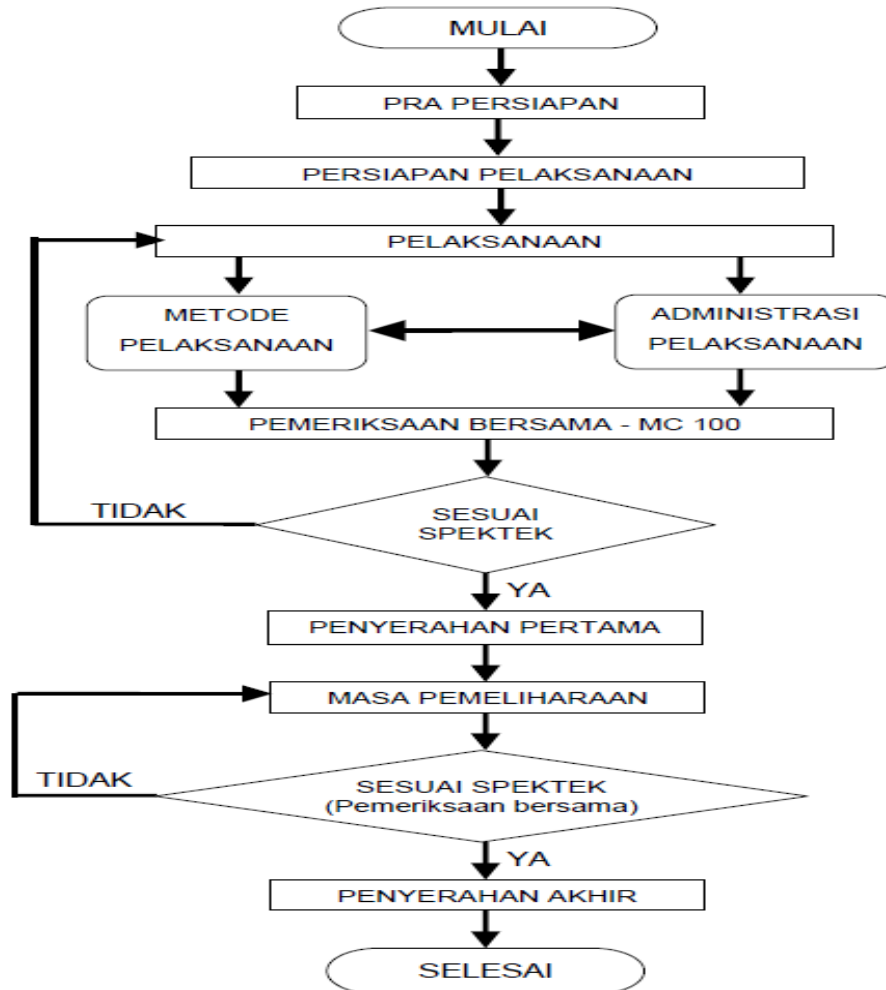 MULAI
PRA PERSIAPAN
PERSIAPAN PELAKSANAAN
PELAKSANAAN
METODE
PELAKSANAAN
ADMINISTRASI
PELAKSANAAN
PEMERIKSAAN BERSAMA - MC 100
TIDAK
SESUAI
SPEKTEK
YA
PENYERAHAN PERTAMA
MASA PEMELIHARAAN
TIDAK
SESUAI SPEKTEK
(Pemeriksaan bersama)
YA
PENYERAHAN AKHIR
SELESAI